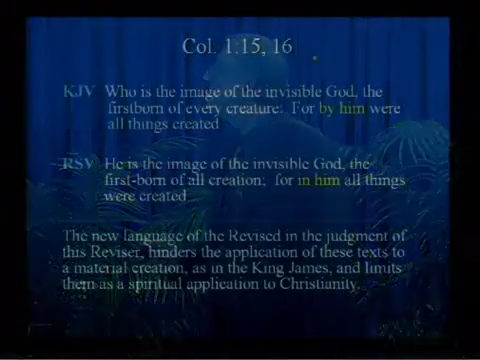 Col. 1:15, 16
KJV Who is the image of the invisible God, the
firstborn of every creature: For by him were
all things created
RSV He is the image of the invisible God, the
first-born of all creation; for in him all things
were created
The new language of the Revised in the judgment of
this Reviser, hinders the application of these texts to
a material creation, as in the King James, and limits
them as a spiritual application to Christianity.